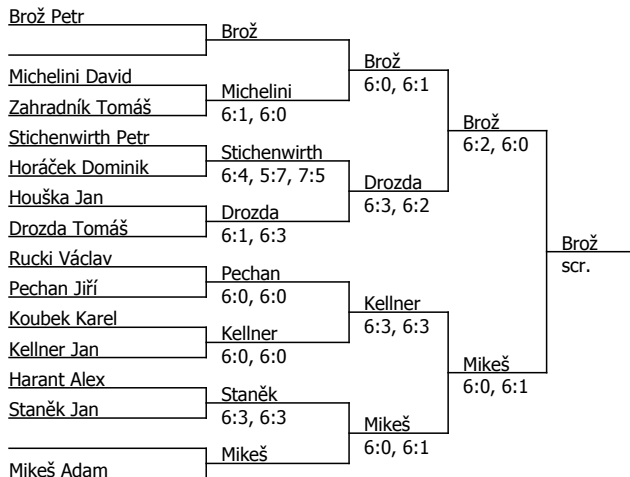 Brož Petr
Brož
Brož
6:0, 6:1
Michelini David
Michelini
6:1, 6:0
Zahradník Tomáš
Brož
6:2, 6:0
Stichenwirth Petr
Stichenwirth
6:4, 5:7, 7:5
Horáček Dominik
Drozda
6:3, 6:2
Houška Jan
Drozda
6:1, 6:3
Drozda Tomáš
Brož
scr.
Rucki Václav
Pechan
6:0, 6:0
Pechan Jiří
Kellner
6:3, 6:3
Koubek Karel
Kellner
6:0, 6:0
Kellner Jan
Mikeš
6:0, 6:1
Harant Alex
Staněk
6:3, 6:3
Staněk Jan
Mikeš
6:0, 6:1
Mikeš
Mikeš Adam